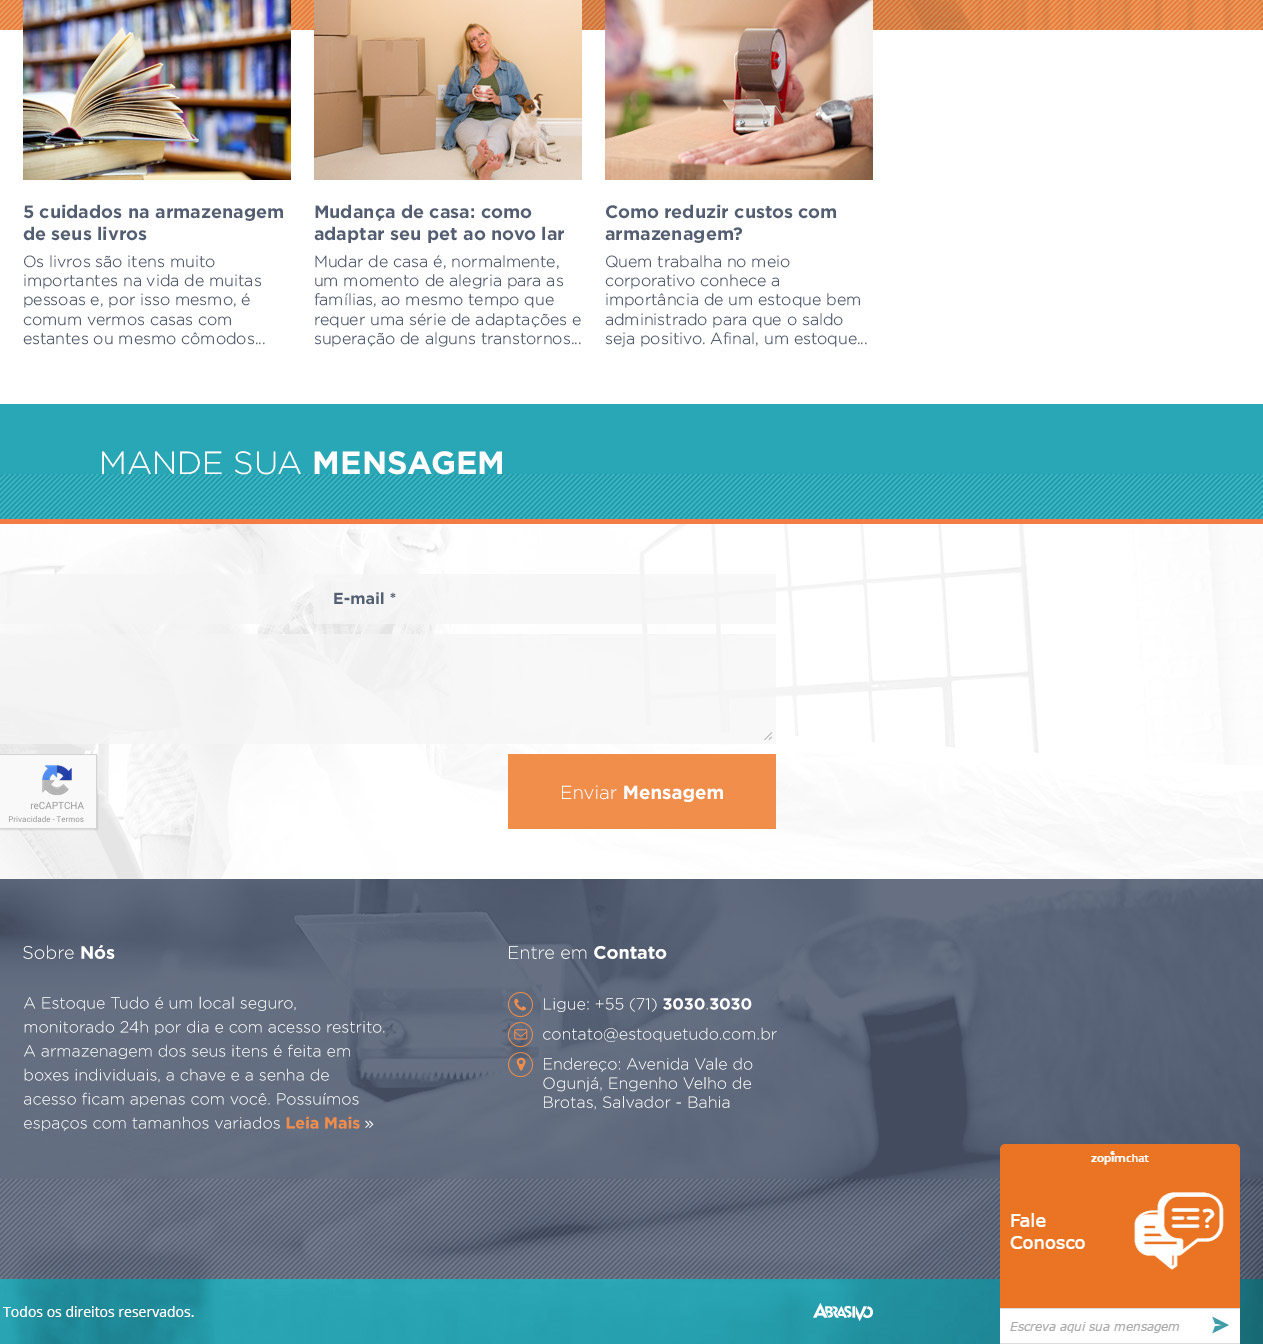 5 cuidados na armazenagem
de seus livros
Os livros são itens muito
importantes na vida de muitas
pessoas e, por isso mesmo, é
comum vermos casas com
estantes ou mesmo cômodos...
Mudança de casa: como
adaptar seu pet ao novo lar
Mudar de casa é, normalmente,
um momento de alegria para as
famílias, ao mesmo tempo que
requer uma série de adaptações e
superação de alguns transtornos...
Como reduzir custos com
armazenagem?
Quem trabalha no meio
corporativo conhece a
importância de um estoque bem
administrado para que o saldo
seja positivo. Afinal, um estoque...
MANDE SUA MENSAGEM
E-mail *
reCAPTCHA
Privacidade - Termos
Enviar Mensagem
Sobre Nós
A Estoque Tudo é um local seguro,
monitorado 24h por dia e com acesso restrito.
A armazenagem dos seus itens é feita em
boxes individuais, a chave e a senha de
acesso ficam apenas com você. Possuímos
espaços com tamanhos variados Leia Mais »
Entre em Contato
Ligue: +55 (71) 3030.3030
contato@estoquetudo.com.br
Endereço: Avenida Vale do
Ogunjá, Engenho Velho de
Brotas, Salvador - Bahia
zopimchat
Fale
Conosco
Escreva aqui sua mensagem
Todos os direitos reservados.
ABRASIVO